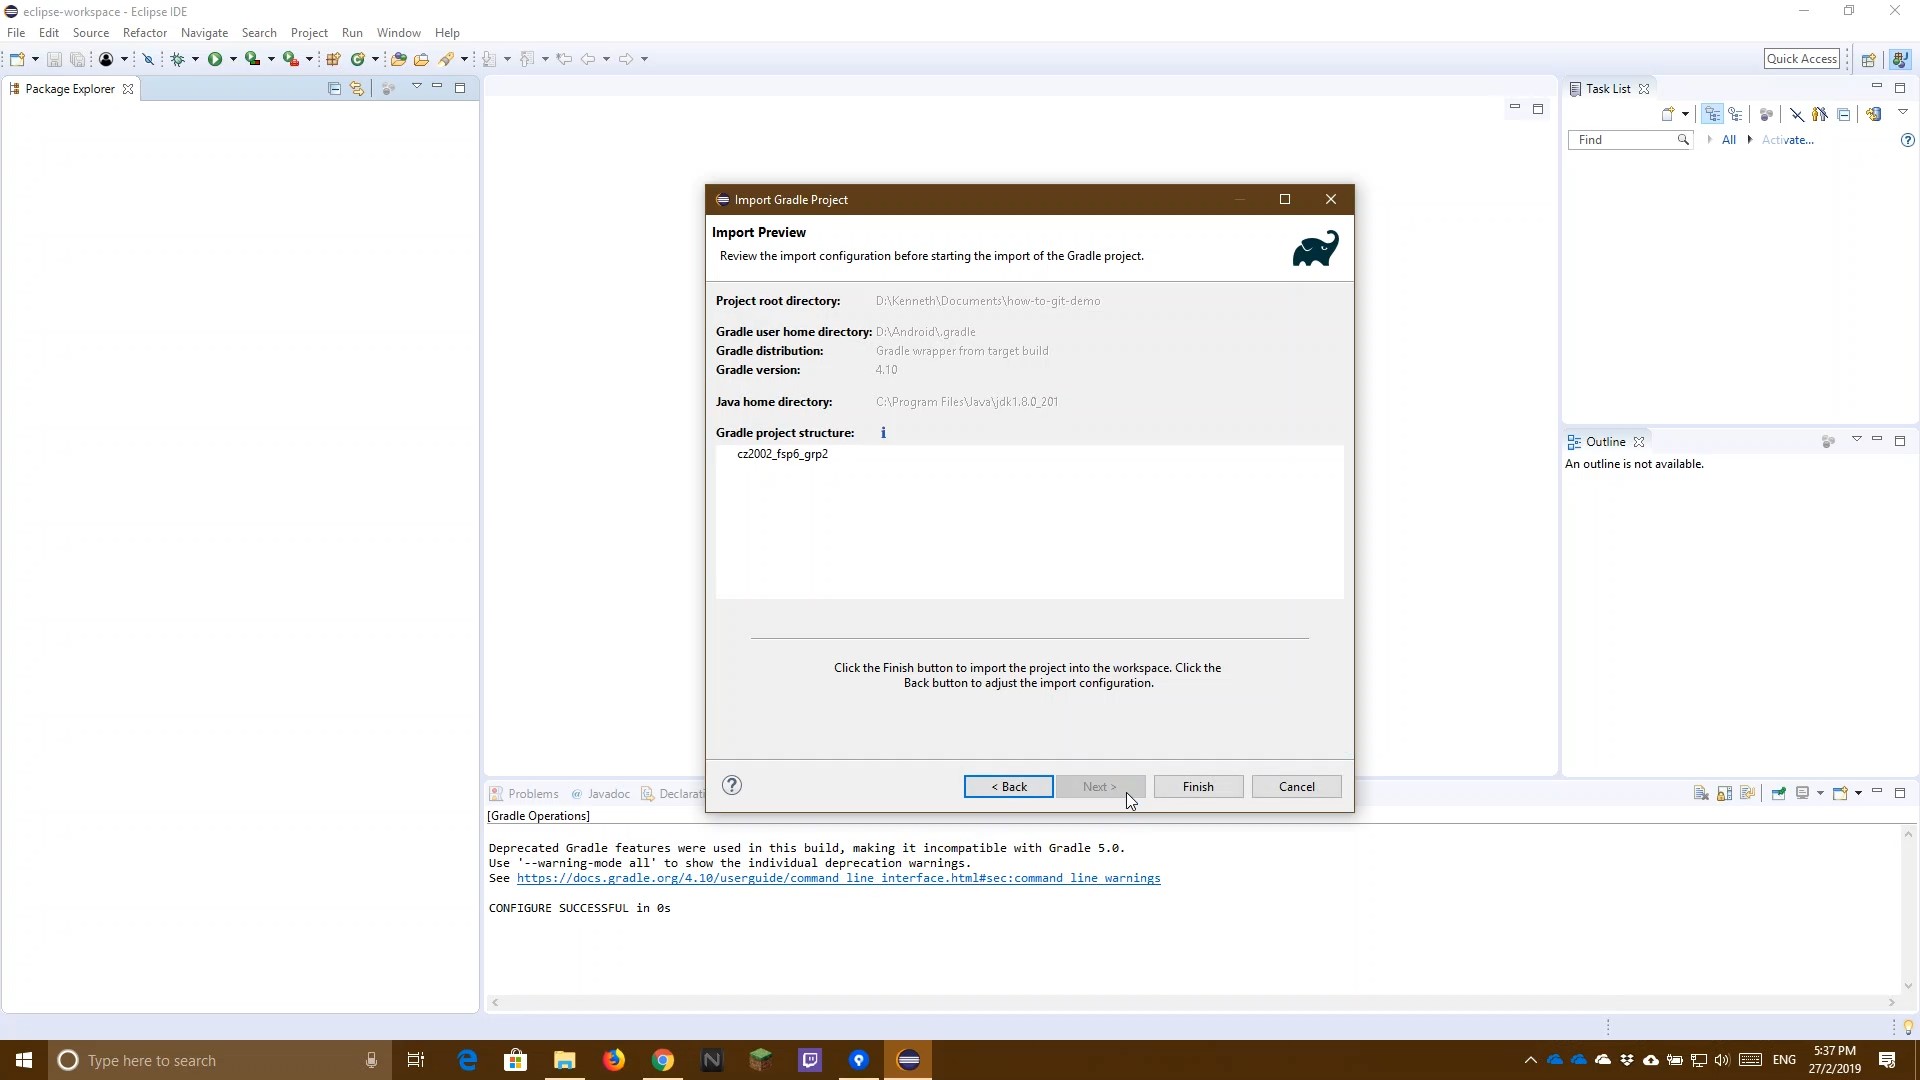 eclipse-workspace - Eclipse IDE
File Edit Source Refactor Navigate Search Project Run Window Help
Quick Access
Package Explorer
Task List
Find
All
Activate...
Import Gradle Project
Import Preview
Review the import configuration before starting the import of the Gradle project.
Project root directory: D:\Kenneth\Documents\how-to-git-demo
Gradle user home directory: D:\Android\.gradle
Gradle distribution: Gradle wrapper from target build
Gradle version: 4.10
Java home directory: C:\Program Files\Java\jdk1.8.0_201
Gradle project structure:
cz2002_fsp6_grp2
Outline
An outline is not available.
Click the Finish button to import the project into the workspace. Click the
Back button to adjust the import configuration.
< Back Next > Finish Cancel
Problems @ Javadoc Declarati
[Gradle Operations]
Deprecated Gradle features were used in this build, making it incompatible with Gradle 5.0.
Use '--warning-mode all' to show the individual deprecation warnings.
See https://docs.gradle.org/4.10/userguide/command_line_interface.html#sec:command_line_warnings
CONFIGURE SUCCESSFUL in 0s
Type here to search
ENG
5:37 PM
27/2/2019